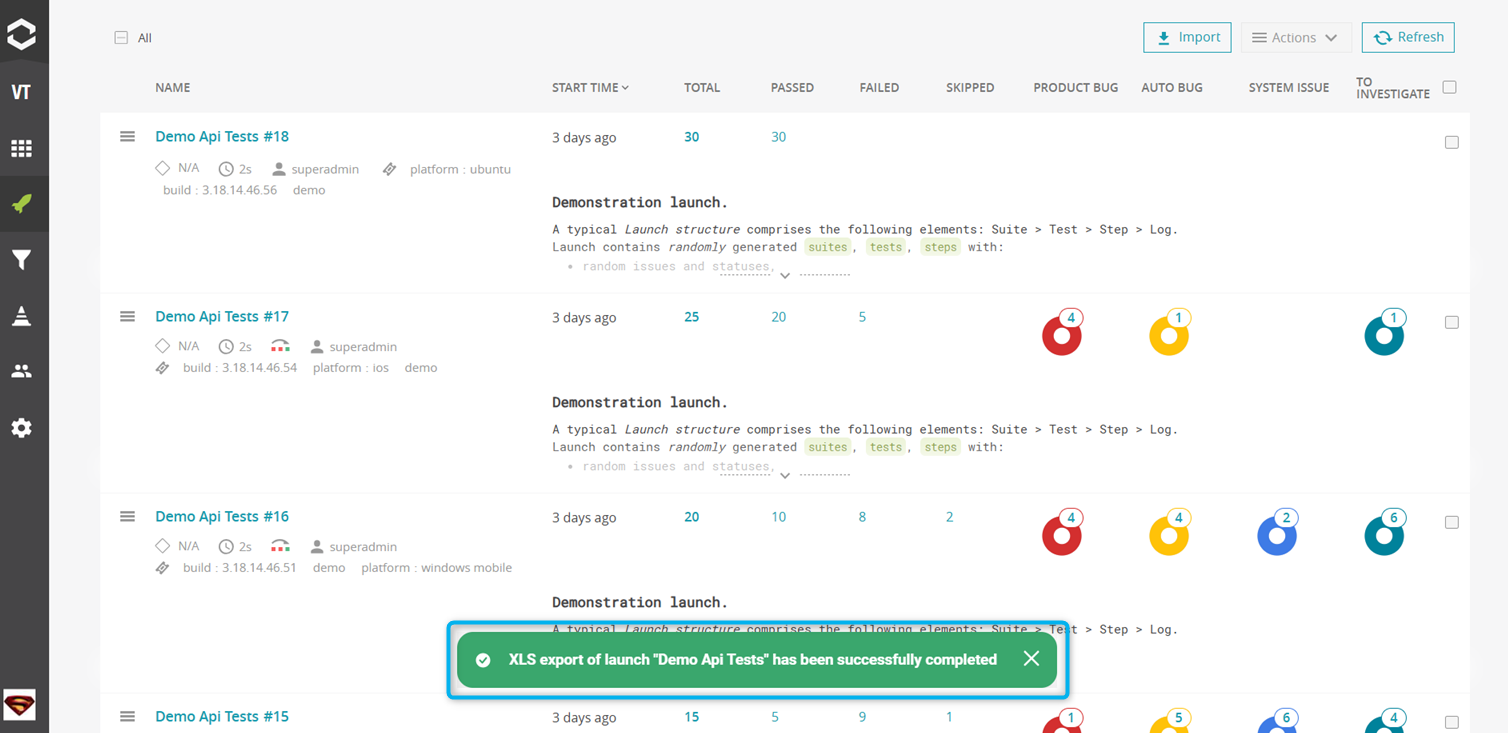 All
Import
Actions
Refresh
VT
NAME
START TIME
TOTAL
PASSED
FAILED
SKIPPED
PRODUCT BUG
AUTO BUG
SYSTEM ISSUE
TO
INVESTIGATE
Demo Api Tests #18
3 days ago
30
30
N/A 2s superadmin platform : ubuntu
build : 3.18.14.46.56 demo
Demonstration launch.
A typical Launch structure comprises the following elements: Suite > Test > Step > Log.
Launch contains randomly generated suites, tests, steps with:
• random issues and statuses,
Demo Api Tests #17
3 days ago
25
20
5
4
1
1
N/A 2s superadmin
build : 3.18.14.46.54 platform : ios demo
Demonstration launch.
A typical Launch structure comprises the following elements: Suite > Test > Step > Log.
Launch contains randomly generated suites, tests, steps with:
• random issues and statuses,
Demo Api Tests #16
3 days ago
20
10
8
2
4
4
2
6
N/A 2s superadmin
build : 3.18.14.46.51 demo platform : windows mobile
Demonstration launch.
A typical Launch structure comprises the following elements: Suite > Test > Step > Log.
XLS export of launch "Demo Api Tests" has been successfully completed
Demo Api Tests #15
3 days ago
15
5
9
1
1
5
6
4